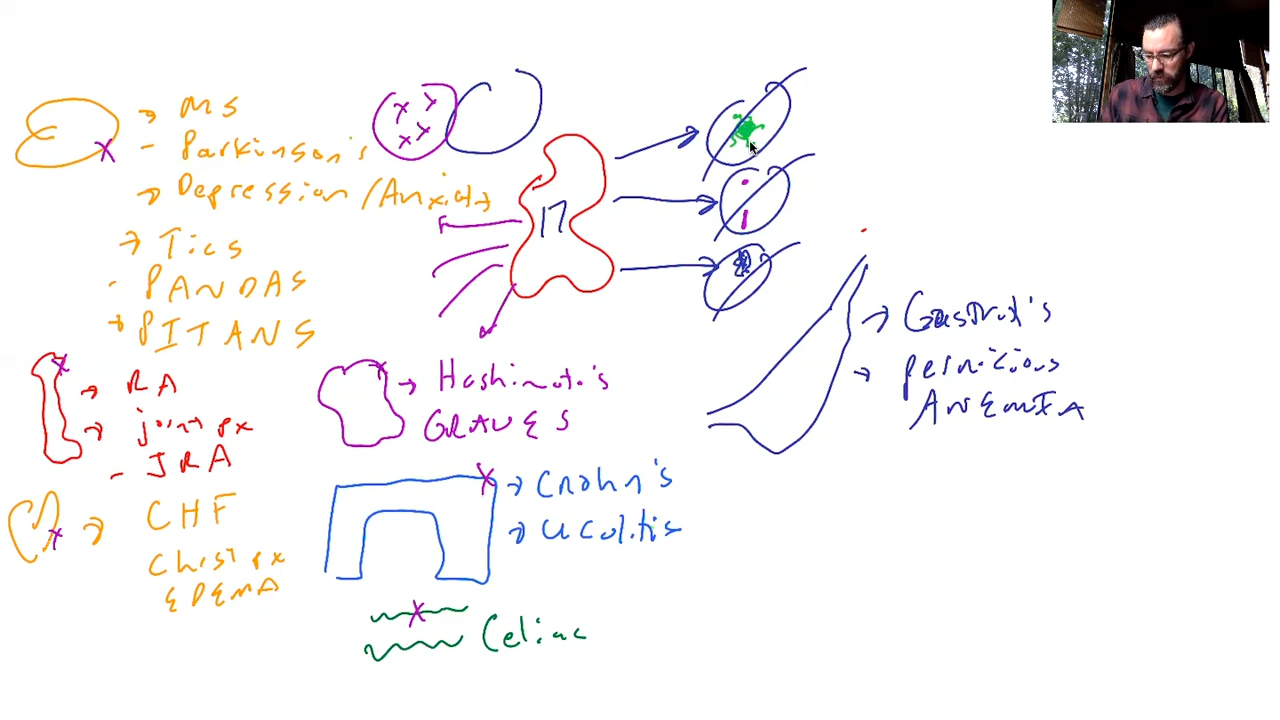 MS
Parkinson's
Depression/Anxiety
Tics
PANDAS
PITANS
RA
joint px
JRA
CHF
Chest px
EDEMA
17
Hashimoto's
GRAVES
Crohn's
U Colitis
Celiac
pernicious
ANEMIA